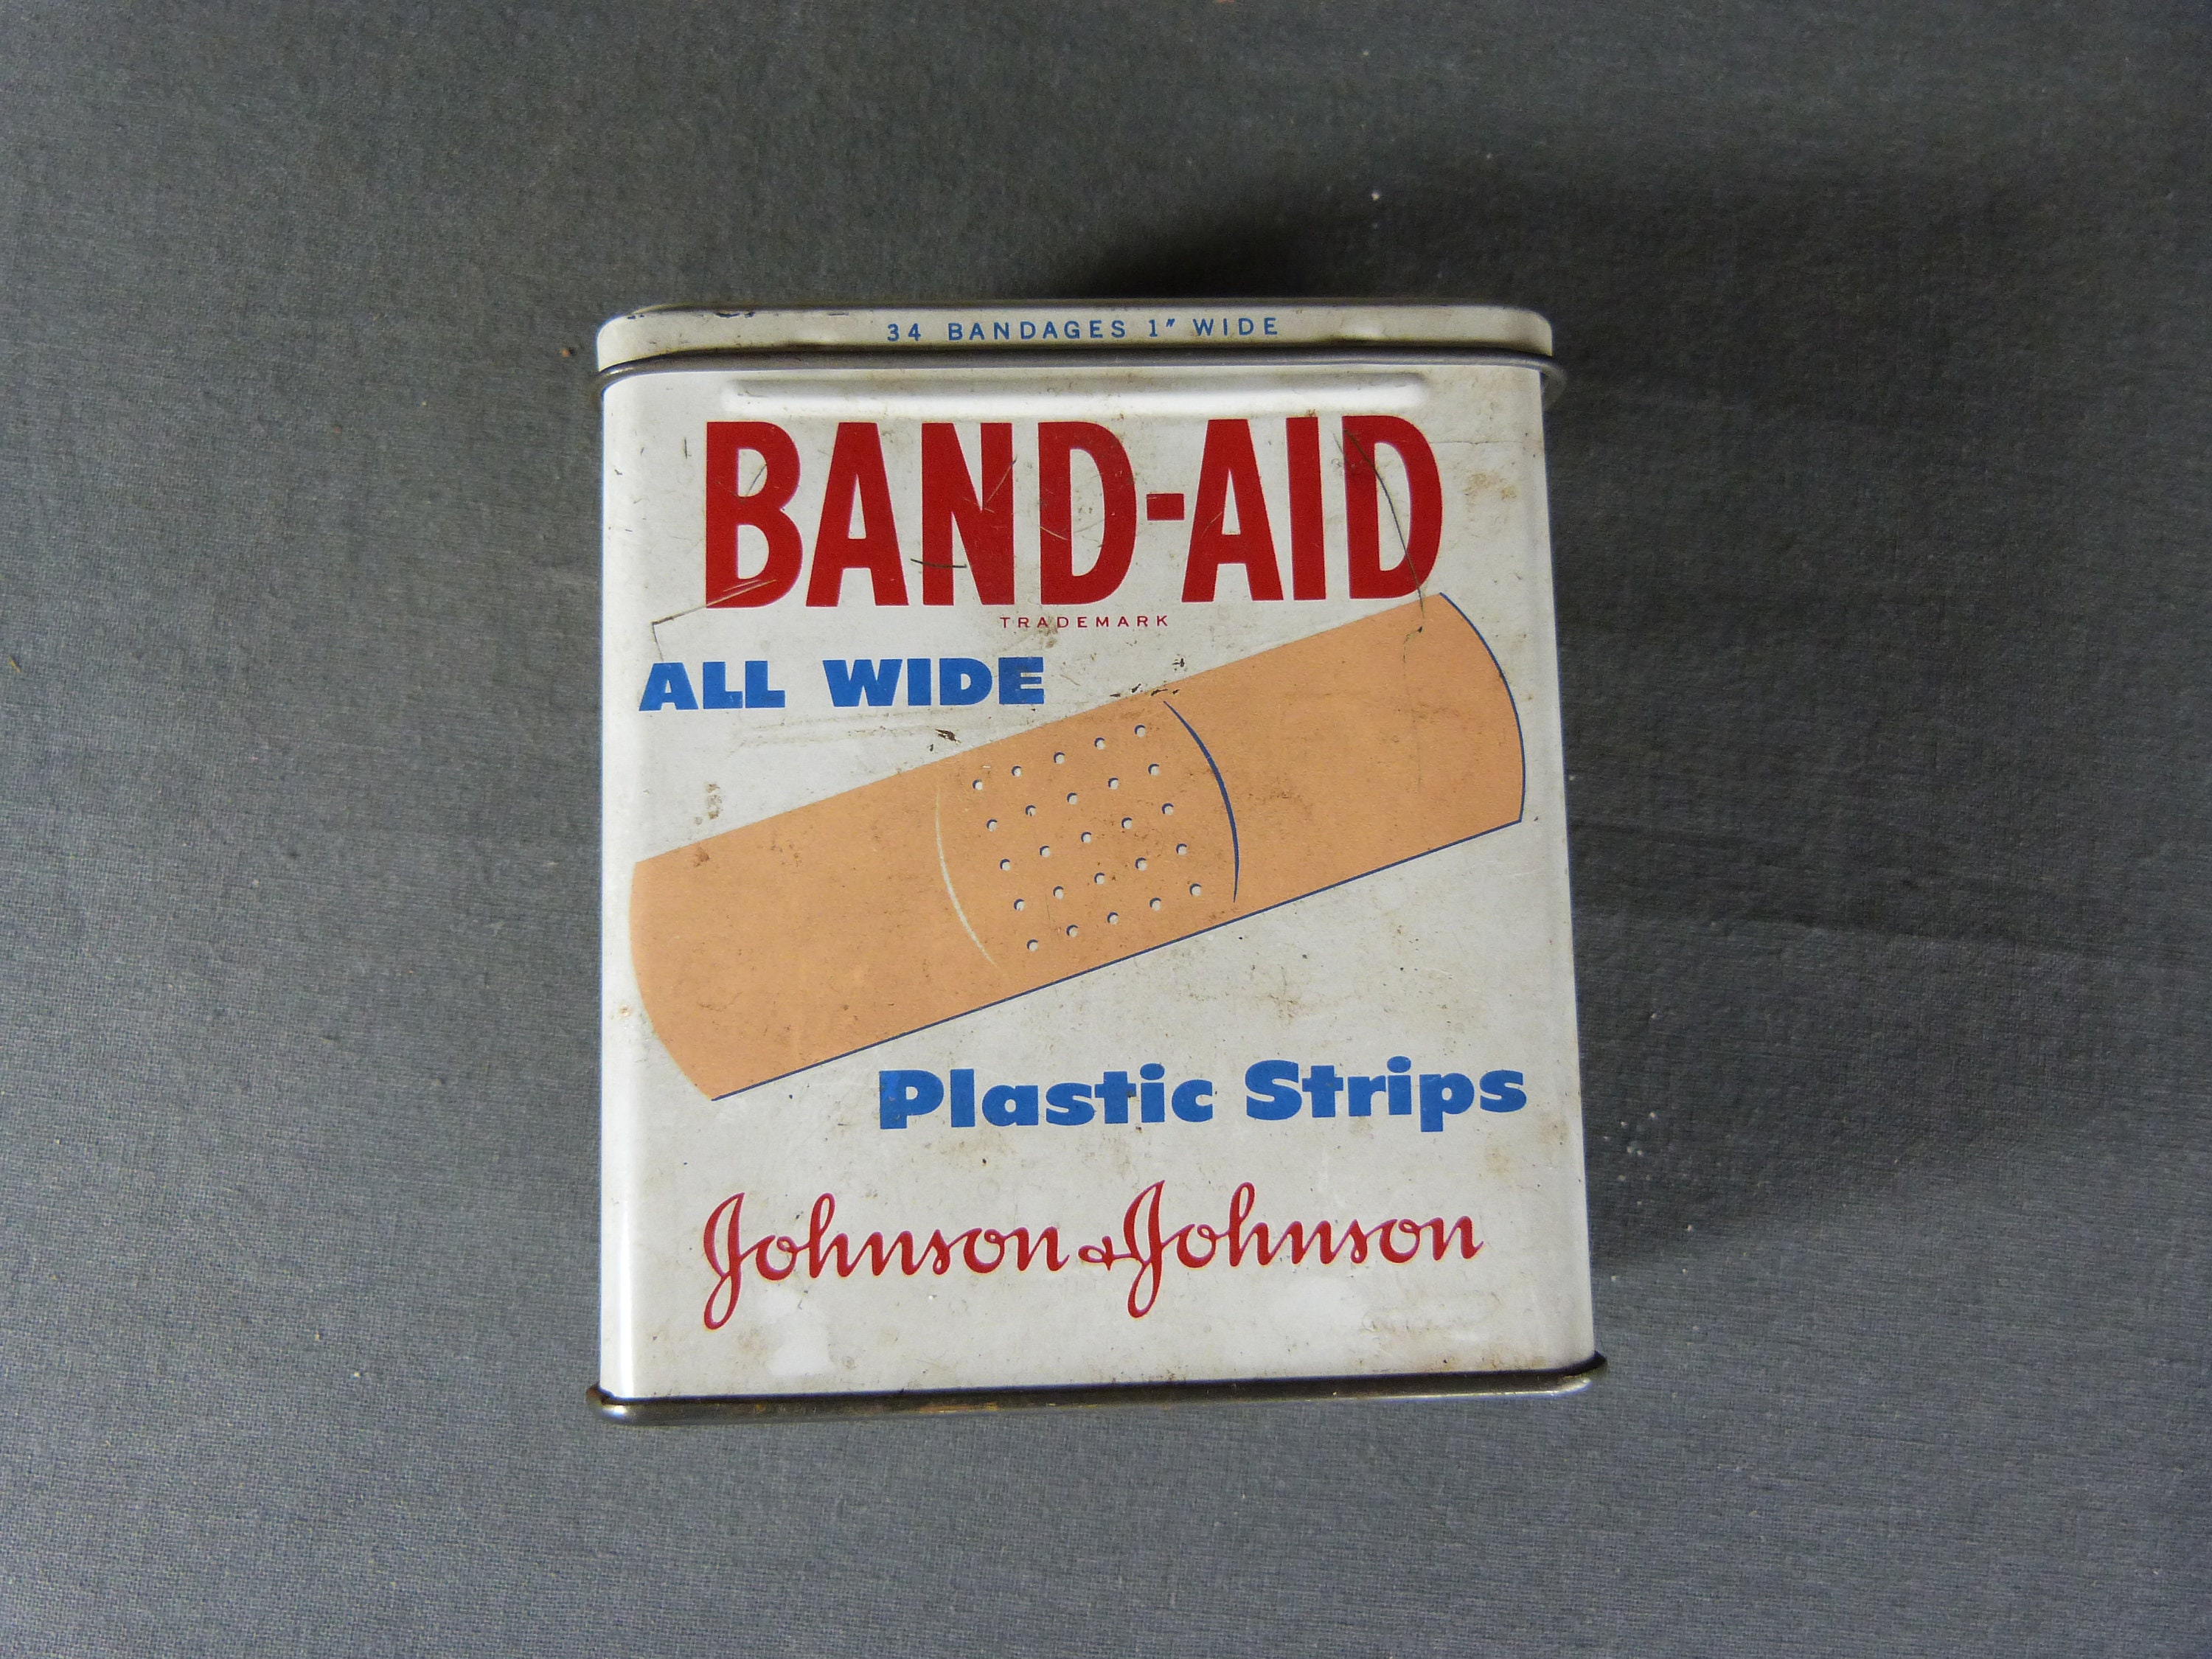 34 BANDAGES 1" WIDE
BAND-AID
TRADEMARK
ALL WIDE
Plastic Strips
Johnson & Johnson